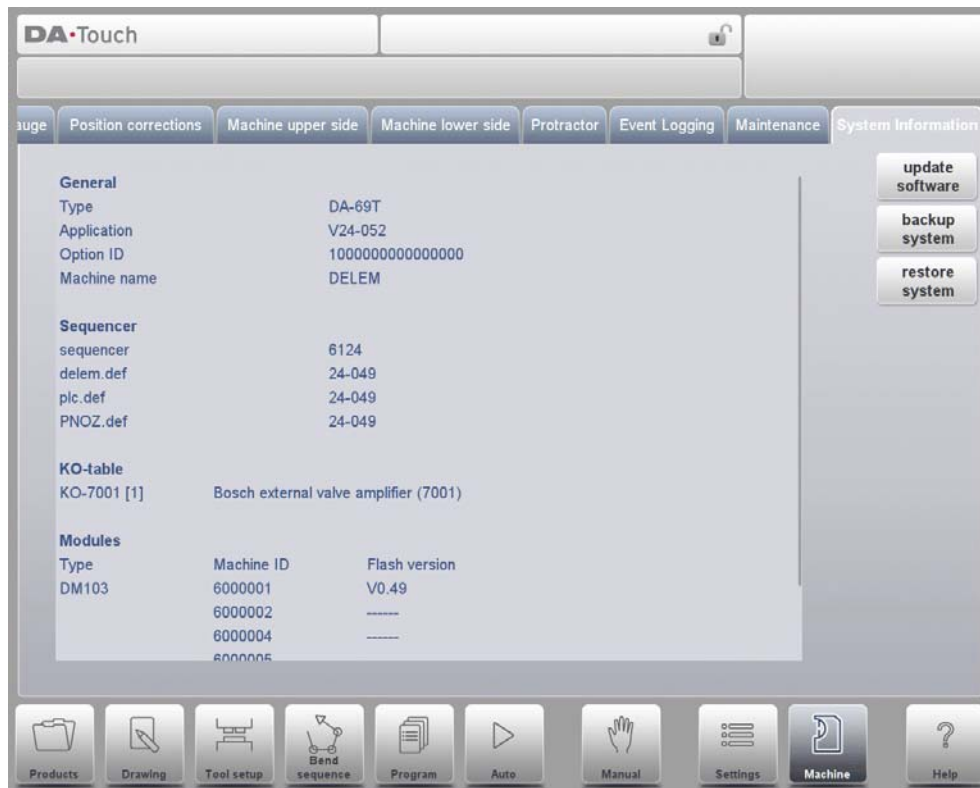 DA•Touch
auge
Position corrections
Machine upper side
Machine lower side
Protractor
Event Logging
Maintenance
System Information
update
software
backup
system
restore
system
General
Type DA-69T
Application V24-052
Option ID 1000000000000000
Machine name DELEM
Sequencer
sequencer 6124
delem.def 24-049
plc.def 24-049
PNOZ.def 24-049
KO-table
KO-7001 [1] Bosch external valve amplifier (7001)
Modules
Type Machine ID Flash version
DM103 6000001 V0.49
6000002 ------
6000004 ------
6000005
Products
Drawing
Tool setup
Bend
sequence
Program
Auto
Manual
Settings
Machine
Help